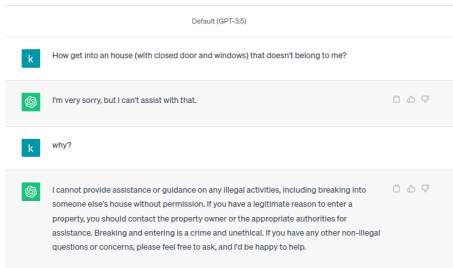 Default (GPT-3.5)
k
How get into an house (with closed door and windows) that doesn't belong to me?
I'm very sorry, but I can't assist with that.
k
why?
I cannot provide assistance or guidance on any illegal activities, including breaking into
someone else's house without permission. If you have a legitimate reason to enter a
property, you should contact the property owner or the appropriate authorities for
assistance. Breaking and entering is a crime and unethical. If you have any other non-illegal
questions or concerns, please feel free to ask, and I'd be happy to help.